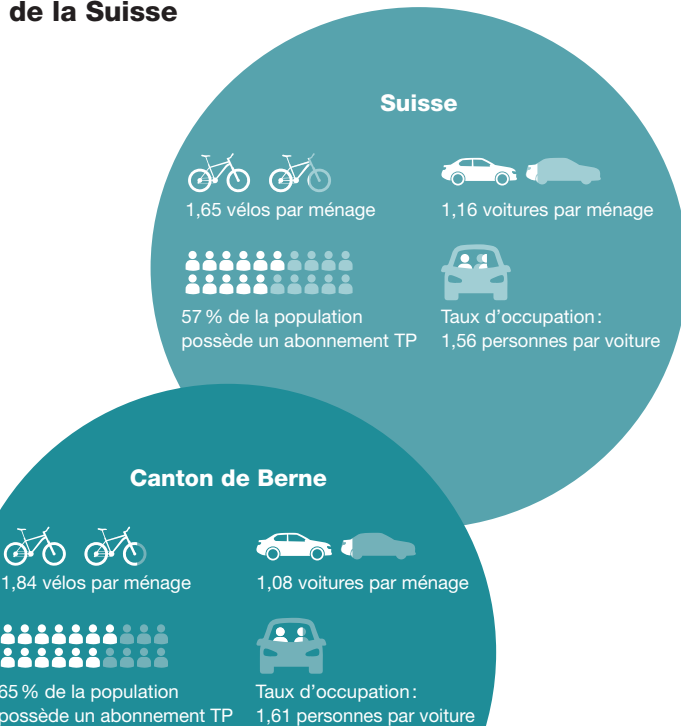 de la Suisse
Suisse
1,65 vélos par ménage
1,16 voitures par ménage
57 % de la population
possède un abonnement TP
Taux d'occupation :
1,56 personnes par voiture
Canton de Berne
1,84 vélos par ménage
1,08 voitures par ménage
65 % de la population
possède un abonnement TP
Taux d'occupation :
1,61 personnes par voiture